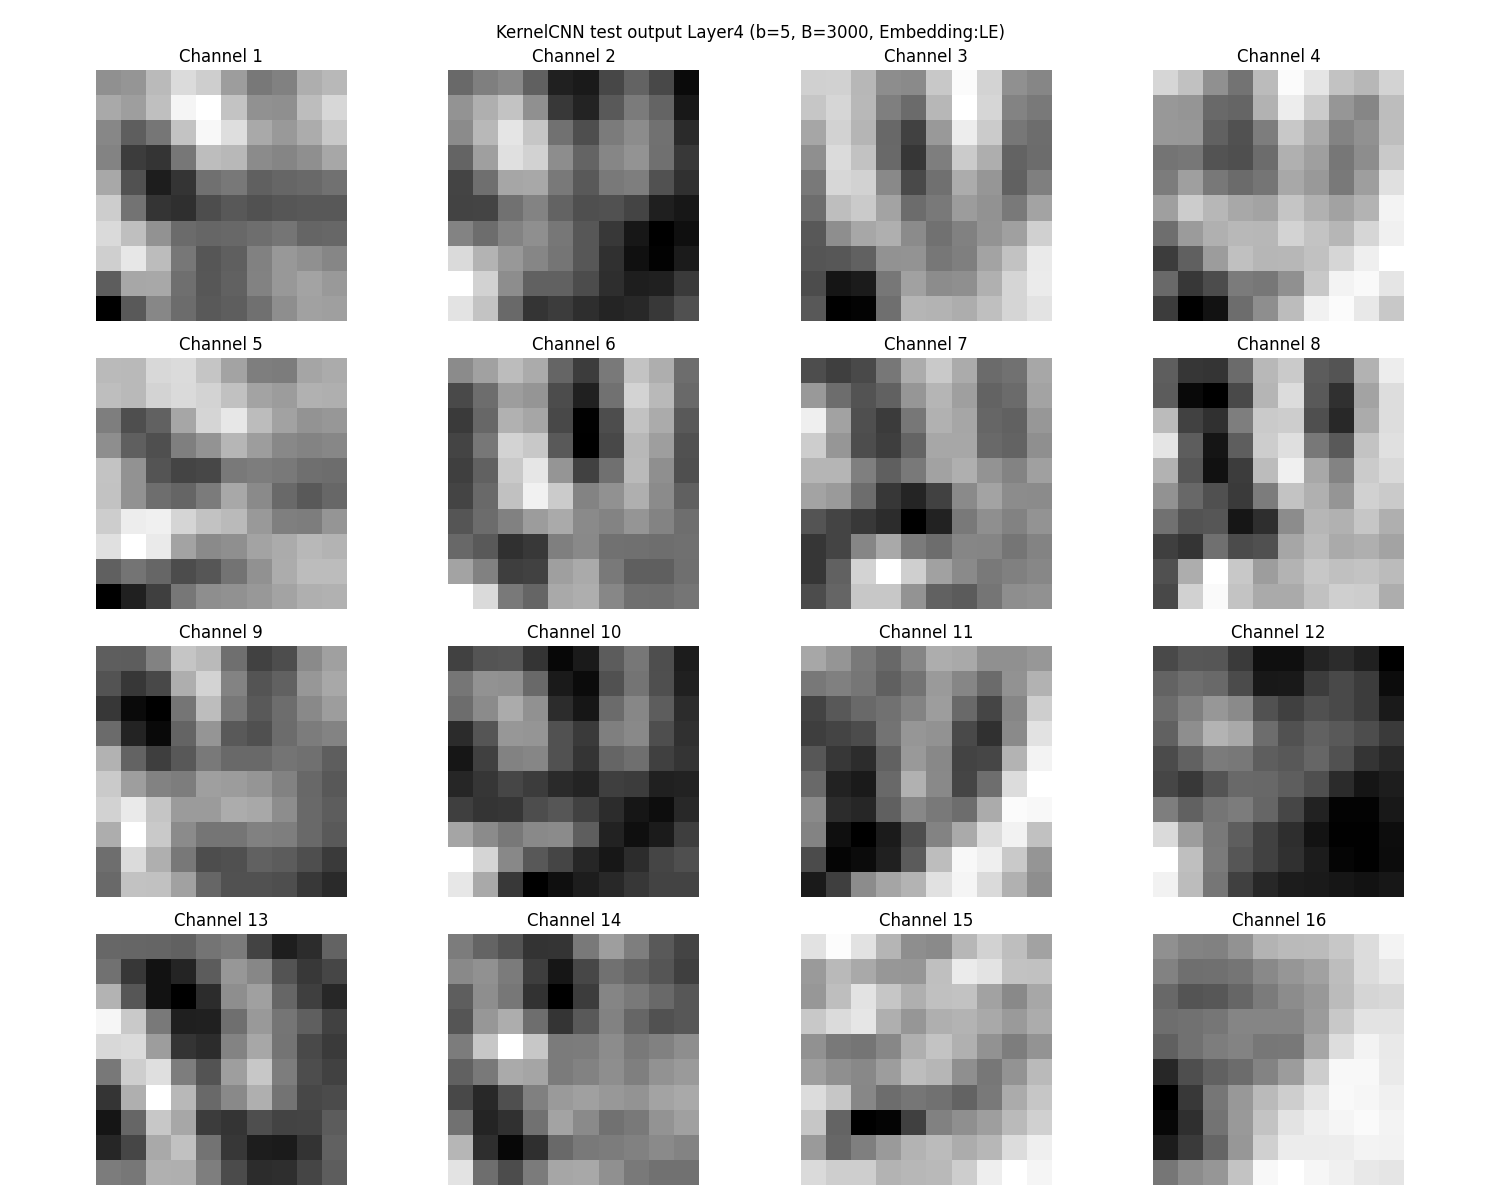 KernelCNN test output Layer4 (b=5, B=3000, Embedding:LE)
Channel 1
Channel 2
Channel 3
Channel 4
Channel 5
Channel 6
Channel 7
Channel 8
Channel 9
Channel 10
Channel 11
Channel 12
Channel 13
Channel 14
Channel 15
Channel 16